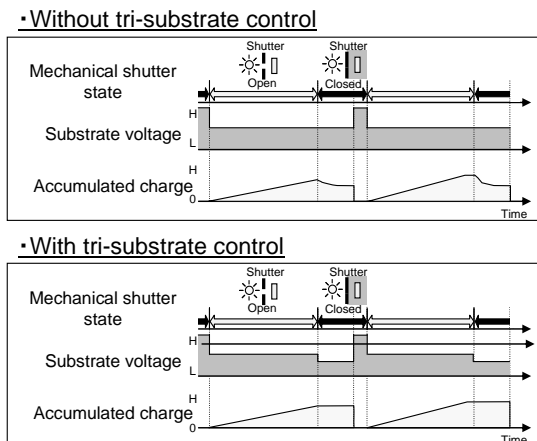 ・Without tri-substrate control
Shutter Shutter
Mechanical shutter
state
Open Closed
H
Substrate voltage
L
H
Accumulated charge
0
Time
・With tri-substrate control
Shutter Shutter
Mechanical shutter
state
Open Closed
H
Substrate voltage
L
H
Accumulated charge
0
Time